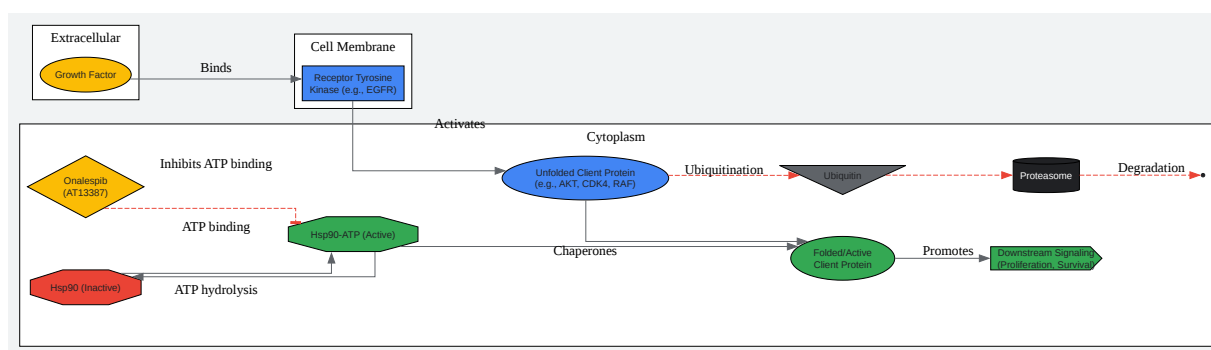 Extracellular
Growth Factor
Binds
Cell Membrane
Receptor Tyrosine
Kinase (e.g., EGFR)
Activates
Cytoplasm
Onalespib
(AT13387)
Inhibits ATP binding
Unfolded Client Protein
(e.g., AKT, CDK4, RAF)
Ubiquitination
Ubiquitin
Proteasome
Degradation
ATP binding
Hsp90-ATP (Active)
Chaperones
Folded/Active
Client Protein
Promotes
Downstream Signaling
(Proliferation, Survival)
Hsp90 (Inactive)
ATP hydrolysis